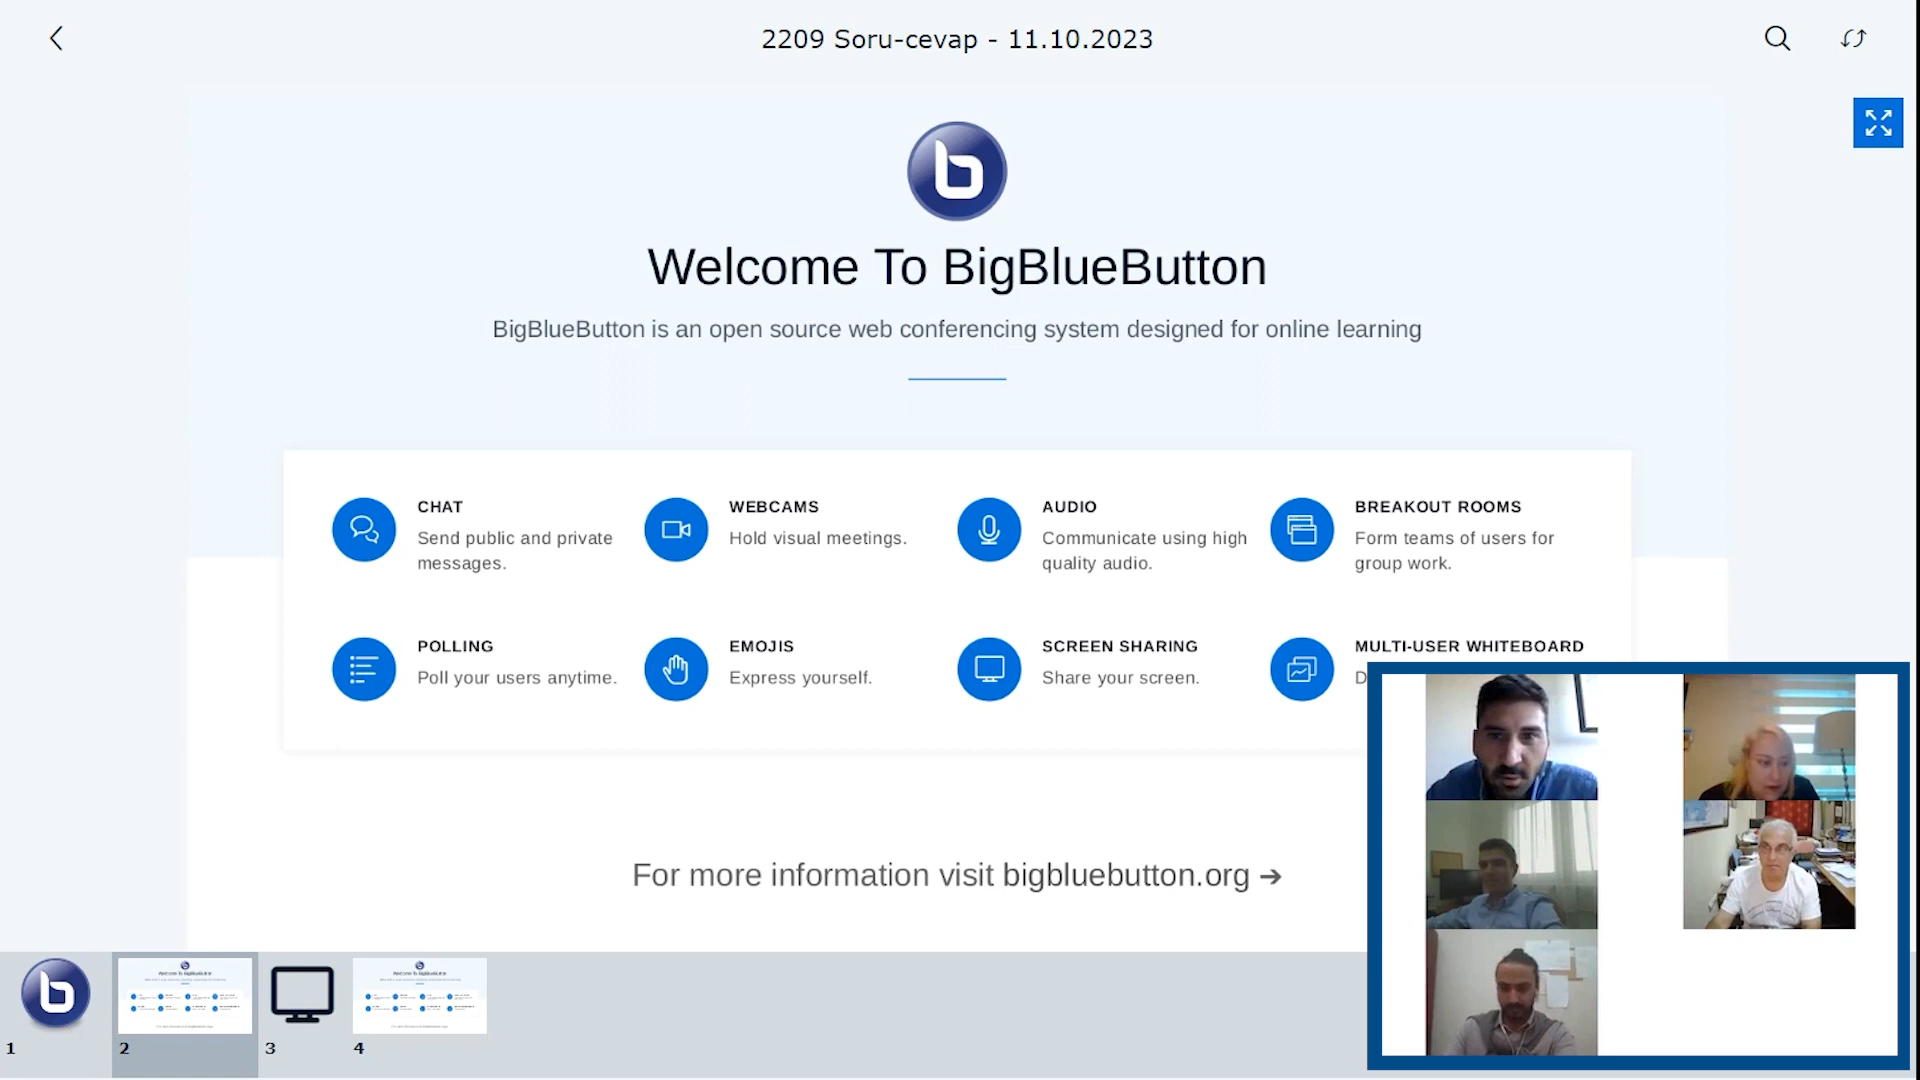 2209 Soru-cevap - 11.10.2023
Welcome To BigBlueButton
BigBlueButton is an open source web conferencing system designed for online learning
CHAT
Send public and private
messages.
WEBCAMS
Hold visual meetings.
AUDIO
Communicate using high
quality audio.
BREAKOUT ROOMS
Form teams of users for
group work.
POLLING
Poll your users anytime.
EMOJIS
Express yourself.
SCREEN SHARING
Share your screen.
MULTI-USER WHITEBOARD
For more information visit bigbluebutton.org →
1
2
3
4